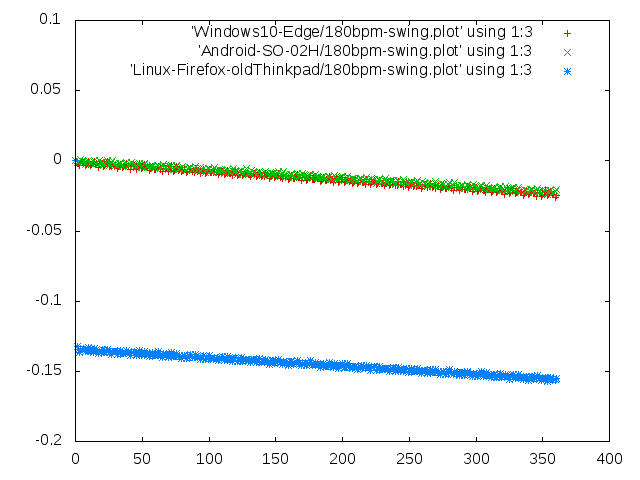 'Windows10-Edge/180bpm-swing.plot' using 1:3
'Android-SO-02H/180bpm-swing.plot' using 1:3
'Linux-Firefox-oldThinkpad/180bpm-swing.plot' using 1:3
0.1
0.05
0
-0.05
-0.1
-0.15
-0.2
0 50 100 150 200 250 300 350 400